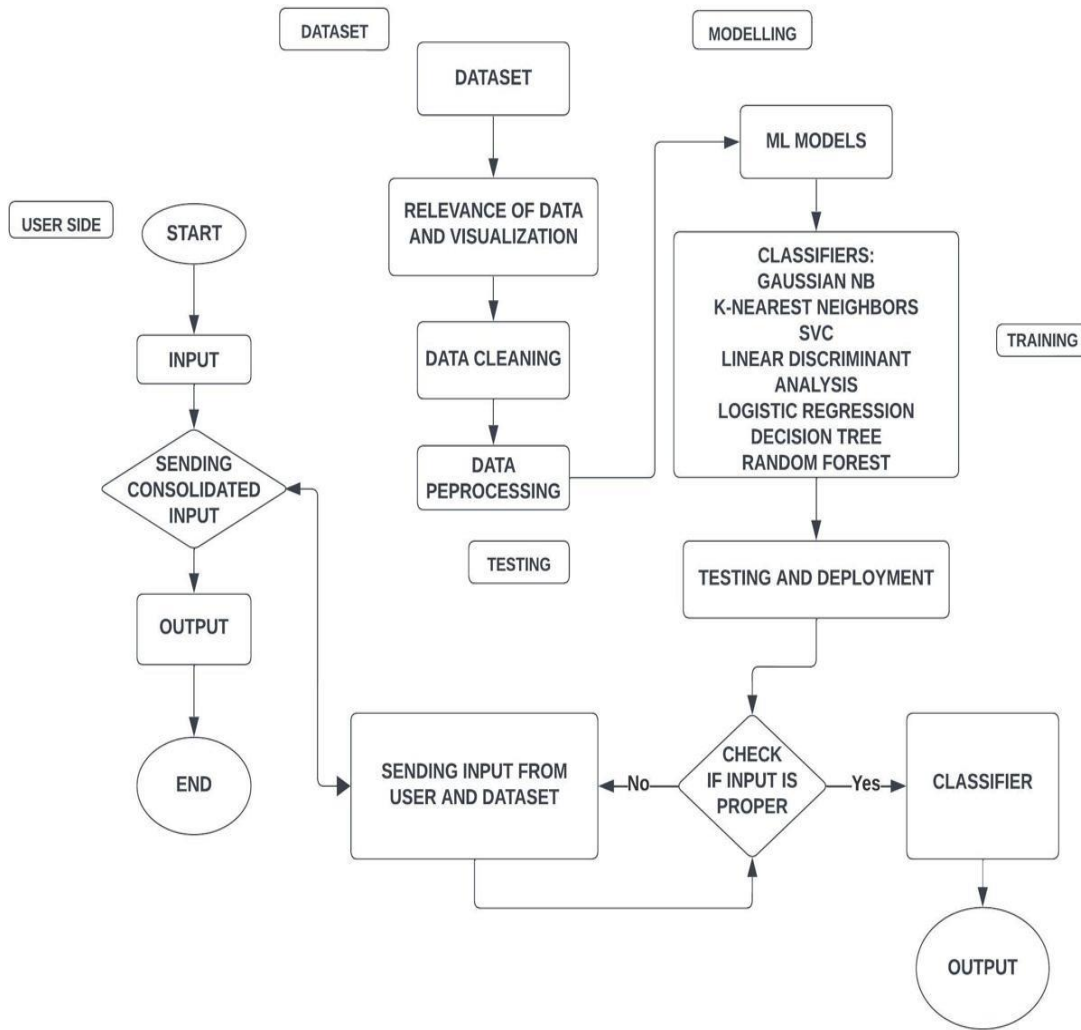 DATASET
MODELLING
DATASET
ML MODELS
RELEVANCE OF DATA
AND VISUALIZATION
USER SIDE
START
CLASSIFIERS:
GAUSSIAN NB
K-NEAREST NEIGHBORS
SVC
LINEAR DISCRIMINANT
ANALYSIS
LOGISTIC REGRESSION
DECISION TREE
RANDOM FOREST
TRAINING
INPUT
DATA CLEANING
SENDING
CONSOLIDATED
INPUT
DATA
PEPROCESSING
TESTING
TESTING AND DEPLOYMENT
OUTPUT
END
SENDING INPUT FROM
USER AND DATASET
No
CHECK
IF INPUT IS
PROPER
Yes
CLASSIFIER
OUTPUT